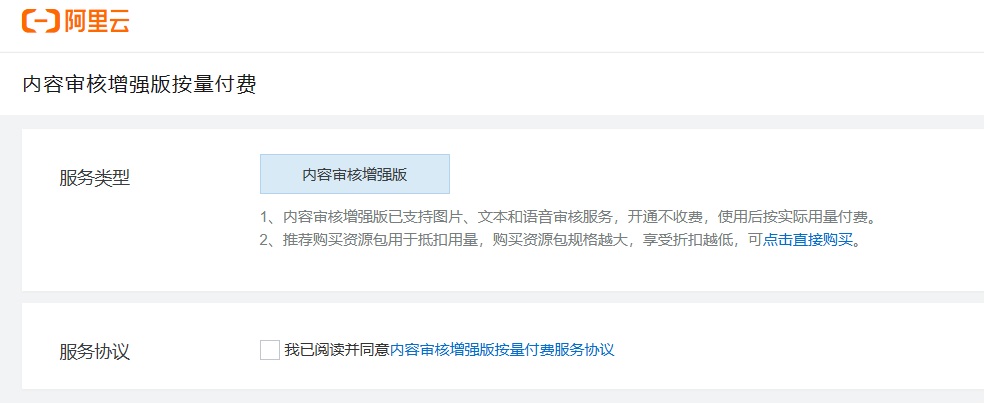 阿里云
内容审核增强版按量付费
服务类型
内容审核增强版
1、内容审核增强版已支持图片、文本和语音审核服务，开通不收费，使用后按实际用量付费。
2、推荐购买资源包用于抵扣用量，购买资源包规格越大，享受折扣越低，可点击直接购买。
服务协议
我已阅读并同意内容审核增强版按量付费服务协议